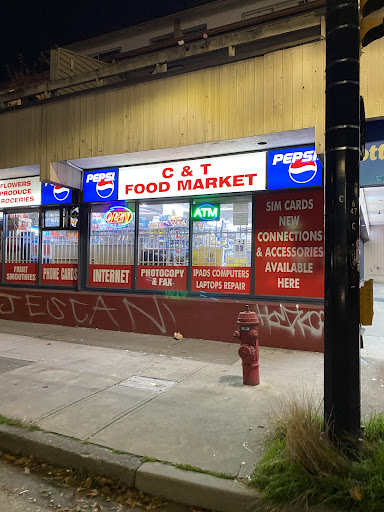 FLOWERS
PRODUCE
GROCERIES
PEPSI
C & T
FOOD MARKET
PEPSI
OPEN
ATM
FRUIT
SMOOTHIES
PHONE CARDS
INTERNET
PHOTOCOPY
& FAX
IPADS COMPUTERS
LAPTOPS REPAIR
SIM CARDS
NEW
CONNECTIONS
& ACCESSORIES
AVAILABLE
HERE